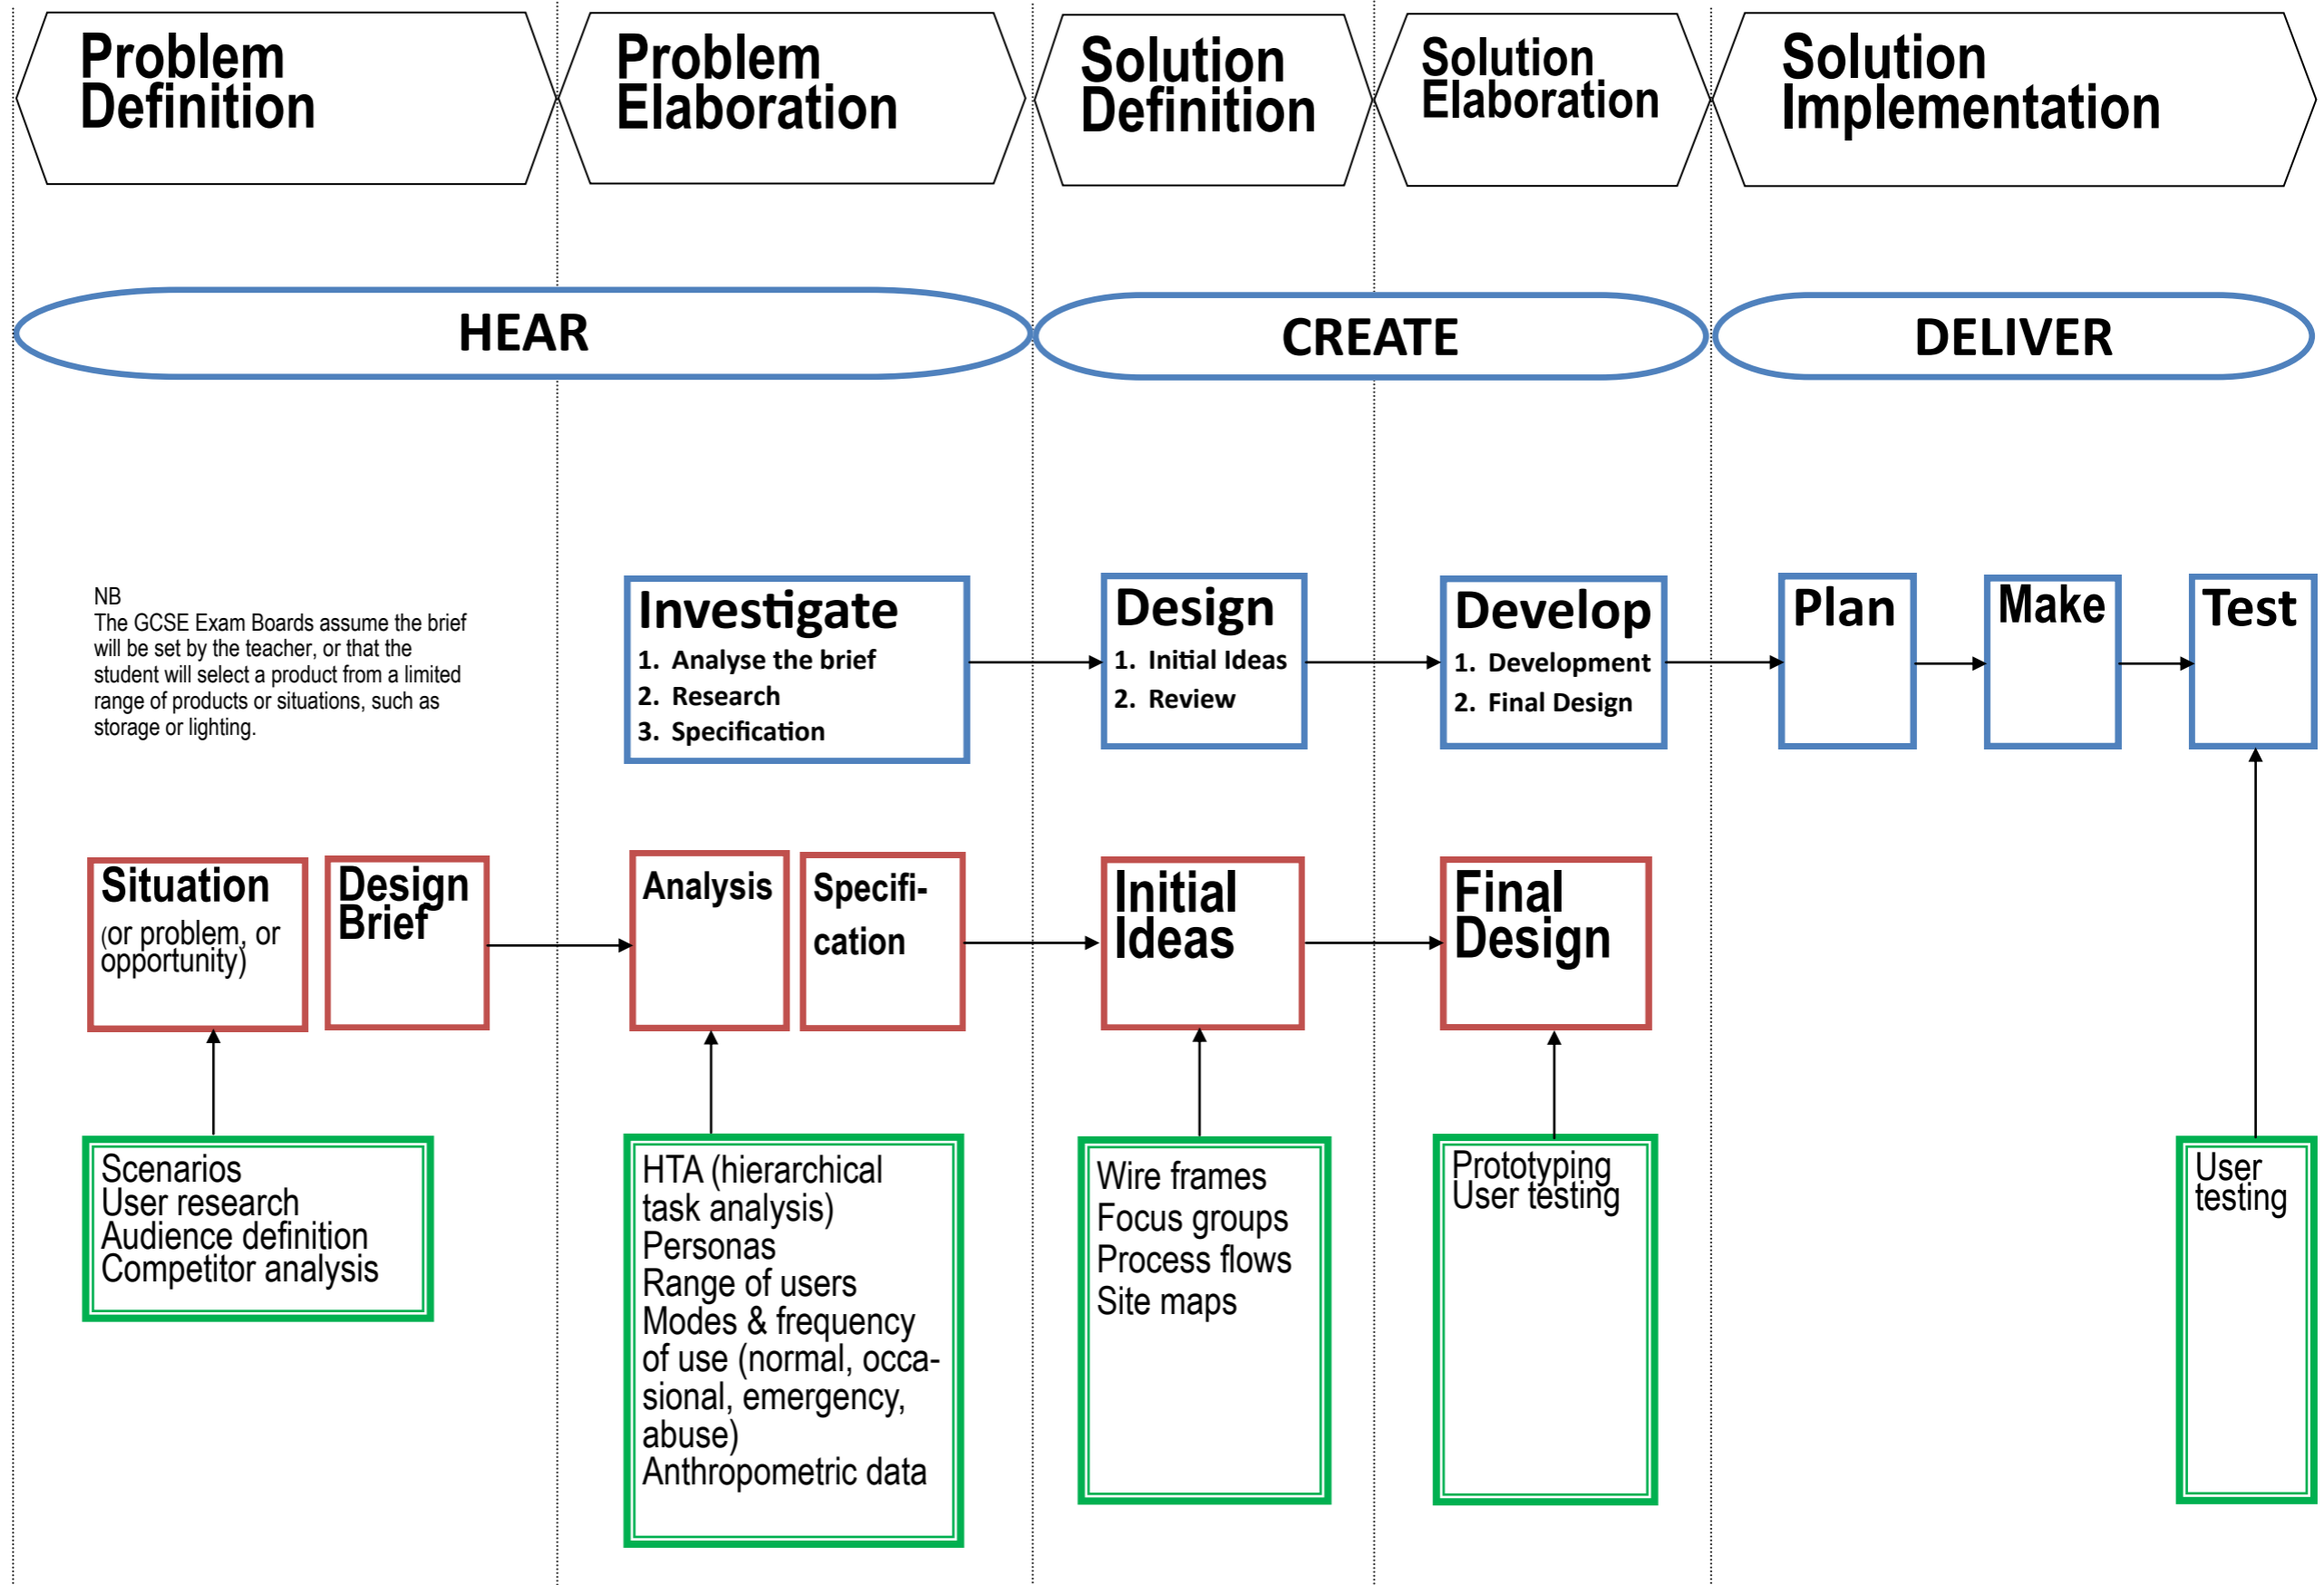 Problem
Definition
Problem
Elaboration
Solution
Definition
Solution
Elaboration
Solution
Implementation
HEAR
CREATE
DELIVER
NB
The GCSE Exam Boards assume the brief
will be set by the teacher, or that the
student will select a product from a limited
range of products or situations, such as
storage or lighting.
Investigate
1. Analyse the brief
2. Research
3. Specification
Design
1. Initial Ideas
2. Review
Develop
1. Development
2. Final Design
Plan
Make
Test
Situation
(or problem, or
opportunity)
Design
Brief
Analysis
Specifi-
cation
Initial
Ideas
Final
Design
Scenarios
User research
Audience definition
Competitor analysis
HTA (hierarchical
task analysis)
Personas
Range of users
Modes & frequency
of use (normal, occa-
sional, emergency,
abuse)
Anthropometric data
Wire frames
Focus groups
Process flows
Site maps
Prototyping
User testing
User
testing